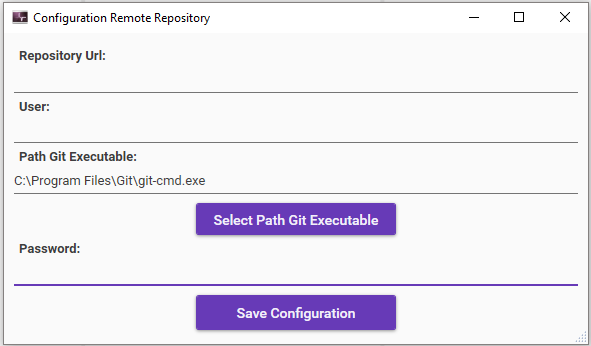 Configuration Remote Repository
Repository Url:
User:
Path Git Executable:
C:\Program Files\Git\git-cmd.exe
Select Path Git Executable
Password:
Save Configuration